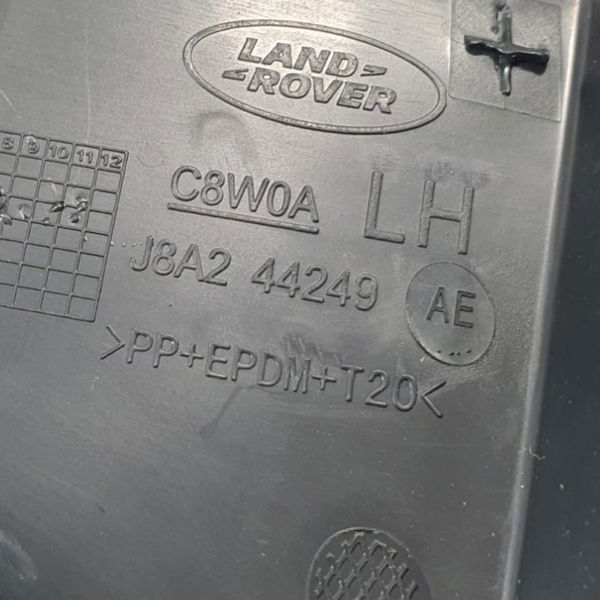 LAND
ROVER
8 9 10 11 12
C8W0A LH
J8A2 44249 AE
>PP+EPDM+T20<